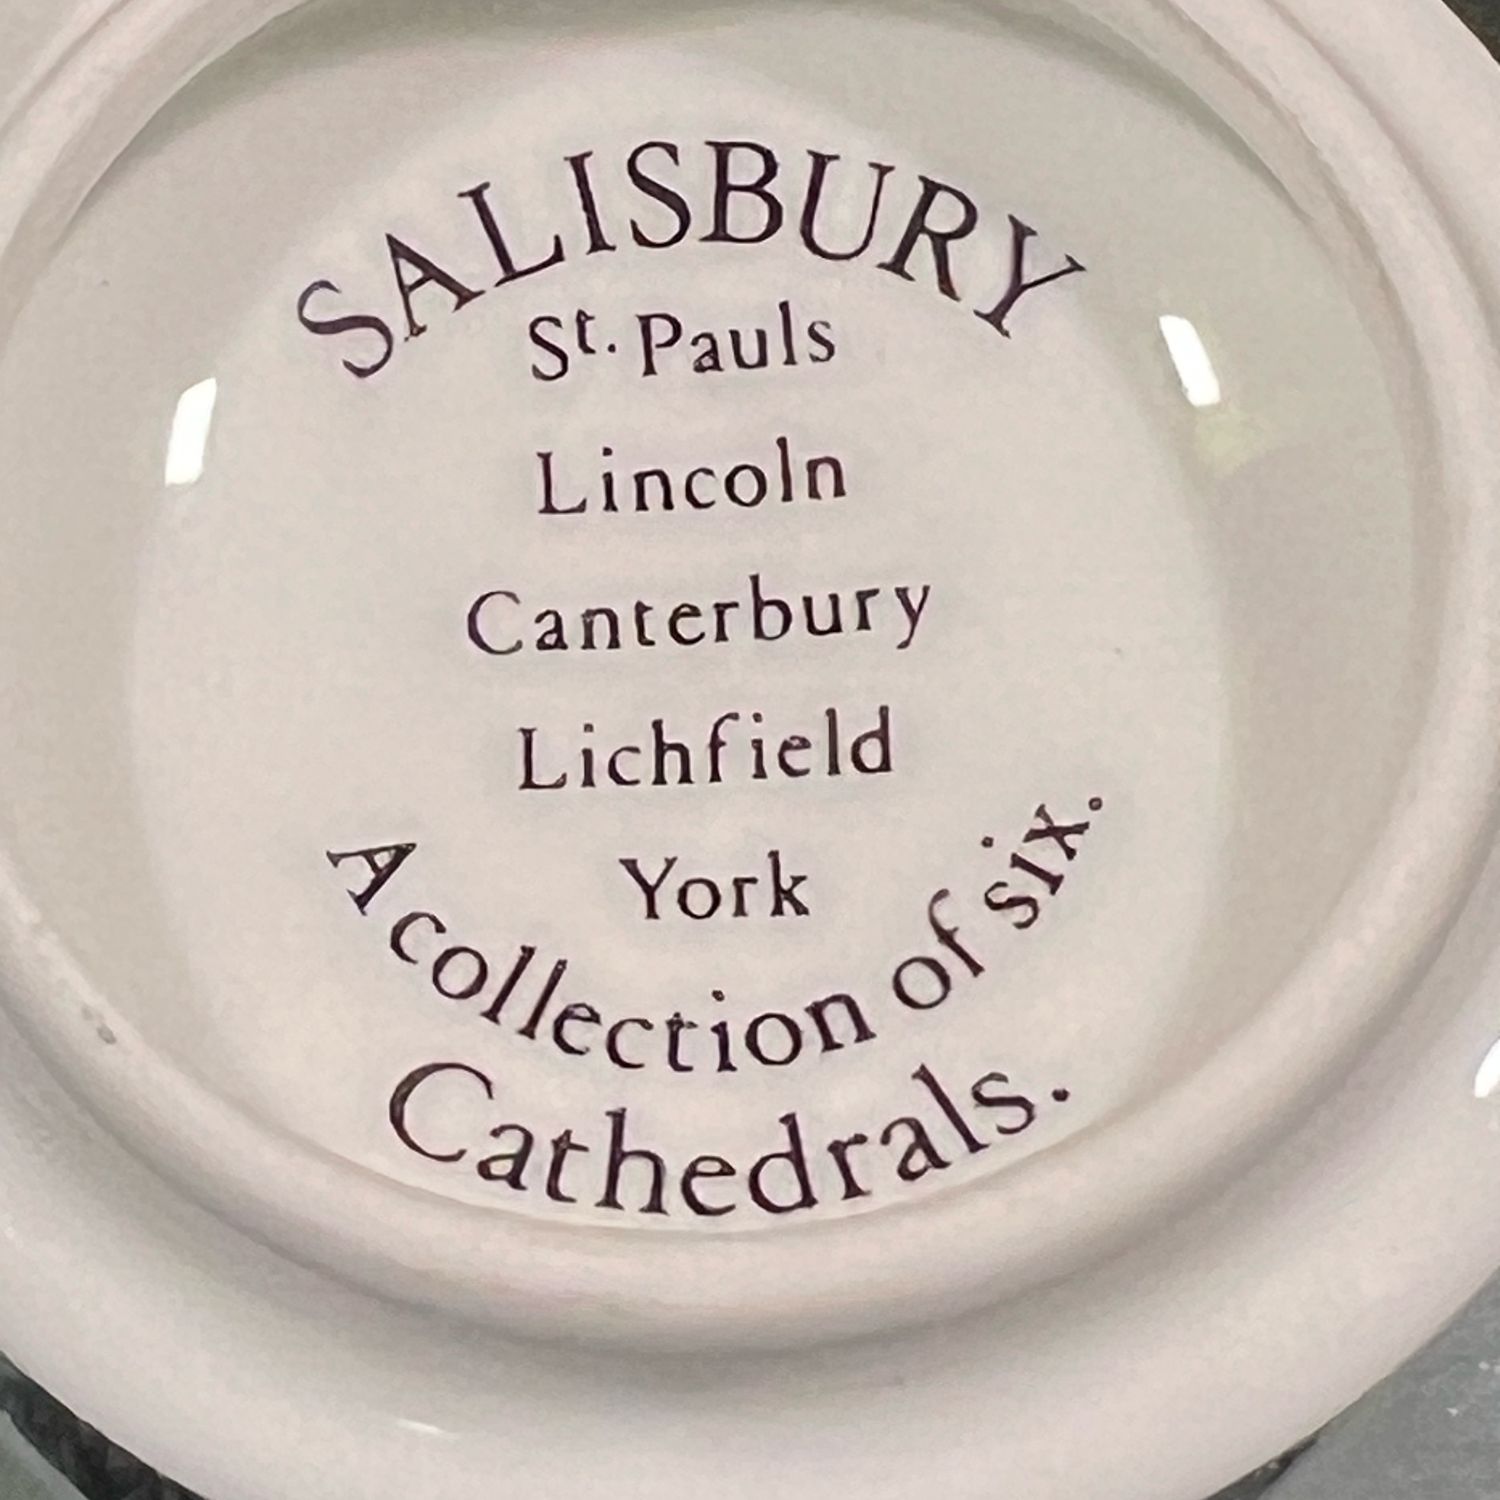 SALISBURY
St. Pauls
Lincoln
Canterbury
Lichfield
York
A collection of six.
Cathedrals.